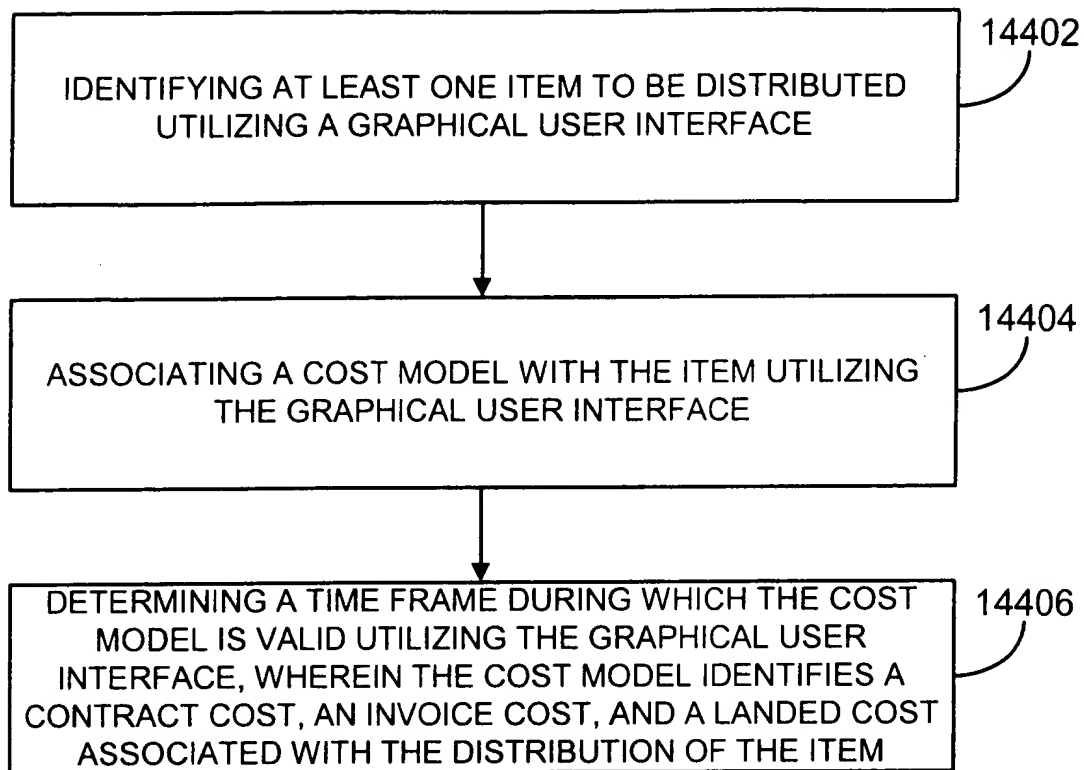 14402
IDENTIFYING AT LEAST ONE ITEM TO BE DISTRIBUTED
UTILIZING A GRAPHICAL USER INTERFACE
14404
ASSOCIATING A COST MODEL WITH THE ITEM UTILIZING
THE GRAPHICAL USER INTERFACE
14406
DETERMINING A TIME FRAME DURING WHICH THE COST
MODEL IS VALID UTILIZING THE GRAPHICAL USER
INTERFACE, WHEREIN THE COST MODEL IDENTIFIES A
CONTRACT COST, AN INVOICE COST, AND A LANDED COST
ASSOCIATED WITH THE DISTRIBUTION OF THE ITEM